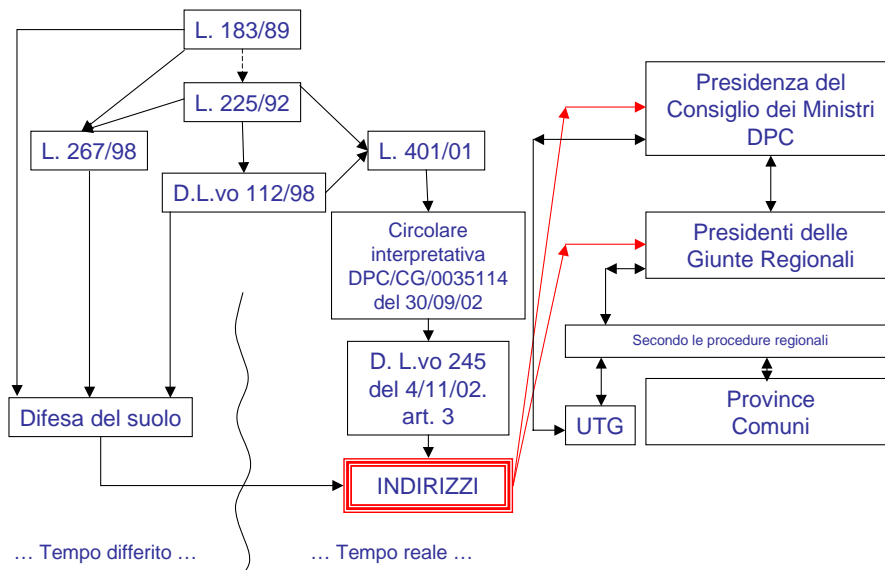 L. 183/89
L. 225/92
L. 267/98
L. 401/01
D.L.vo 112/98
Circolare
interpretativa
DPC/CG/0035114
del 30/09/02
D. L.vo 245
del 4/11/02.
art. 3
Difesa del suolo
INDIRIZZI
… Tempo differito …
… Tempo reale …
Presidenza del
Consiglio dei Ministri
DPC
Presidenti delle
Giunte Regionali
Secondo le procedure regionali
UTG
Province
Comuni